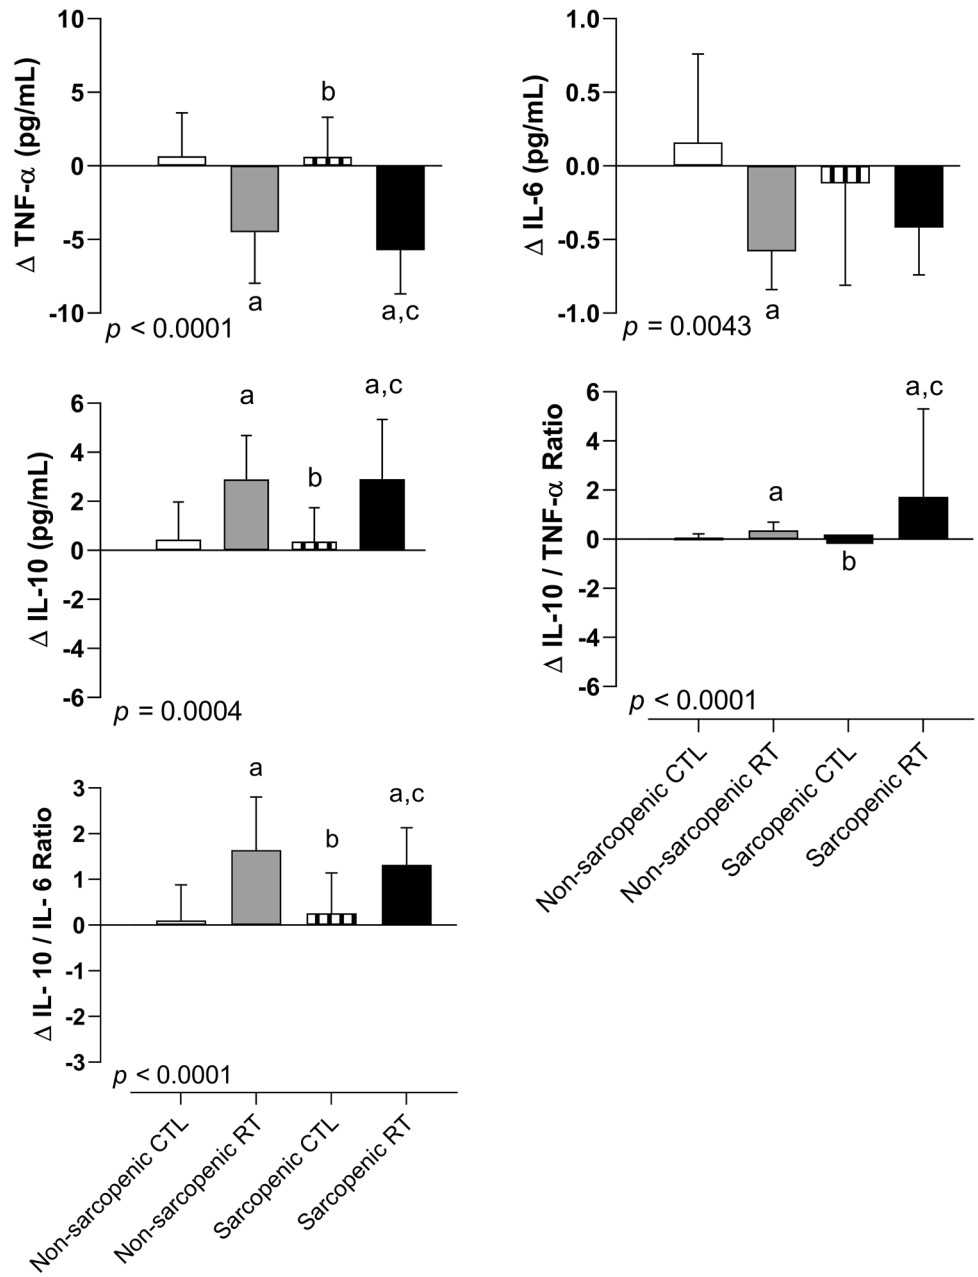 Δ TNF-α (pg/mL)
10
5
0
-5
-10
b
a
a,c
p < 0.0001
Δ IL-6 (pg/mL)
1.0
0.5
0.0
-0.5
-1.0
a
p = 0.0043
Δ IL-10 (pg/mL)
6
4
2
0
-2
-4
-6
a
b
a,c
p = 0.0004
Δ IL-10 / TNF-α Ratio
6
4
2
0
-2
-4
-6
a
b
a,c
p < 0.0001
Non-sarcopenic CTL
Non-sarcopenic RT
Sarcopenic CTL
Sarcopenic RT
Δ IL- 10 / IL- 6 Ratio
3
2
1
0
-1
-2
-3
a
b
a,c
p < 0.0001
Non-sarcopenic CTL
Non-sarcopenic RT
Sarcopenic CTL
Sarcopenic RT